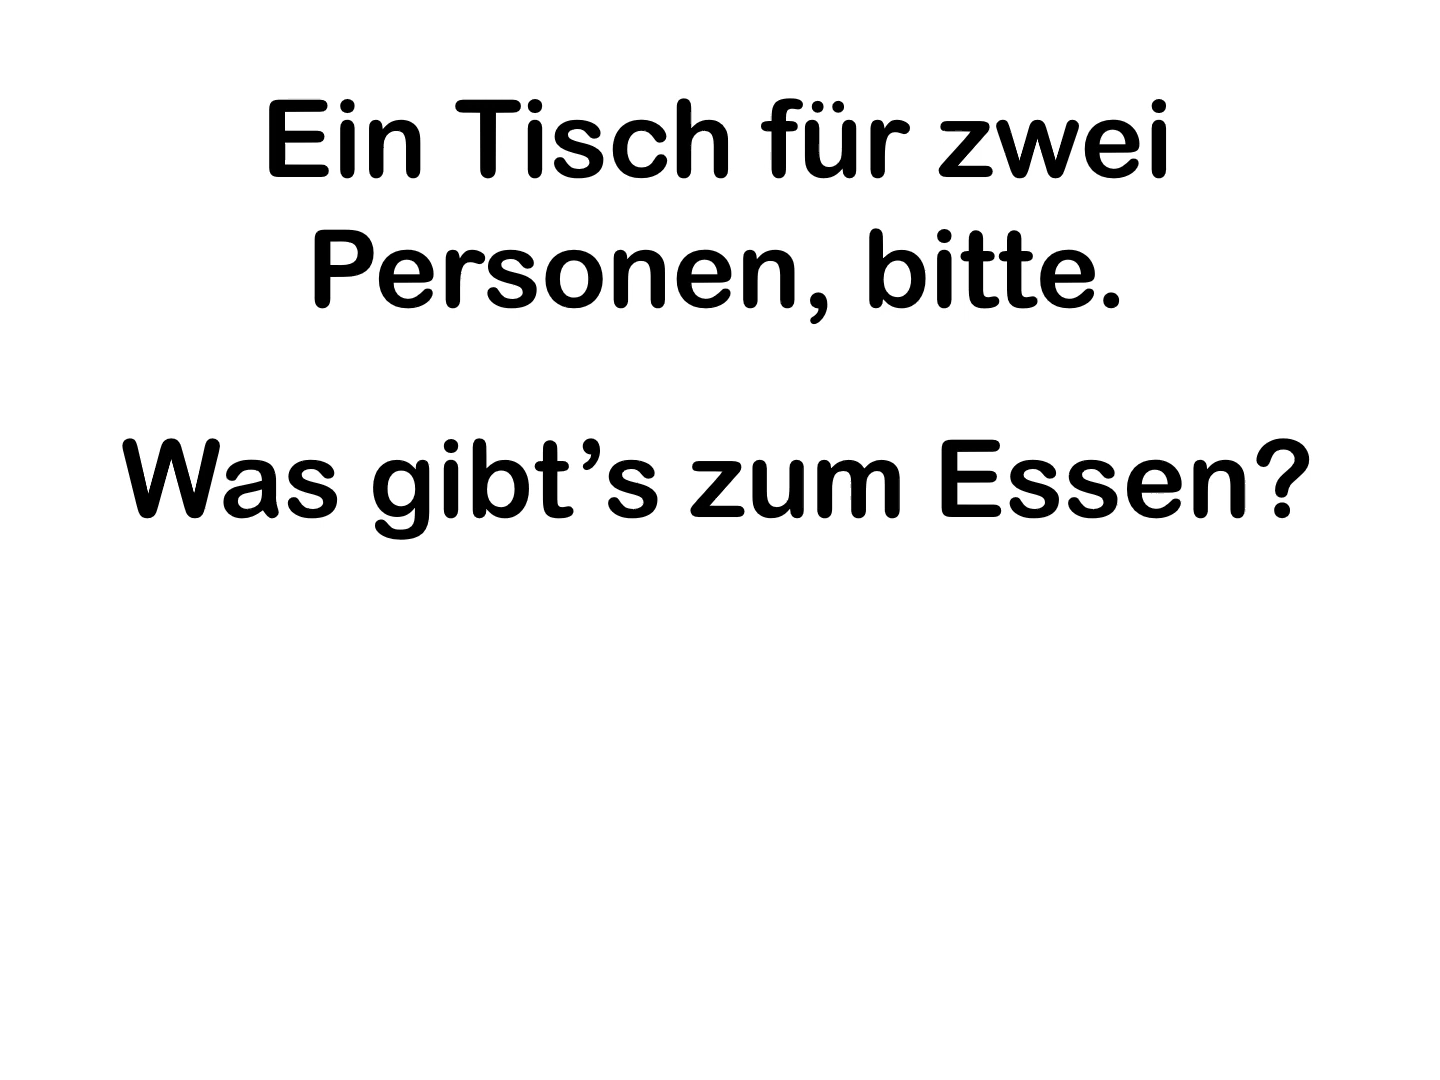 Ein Tisch für zwei
Personen, bitte.
Was gibt’s zum Essen?